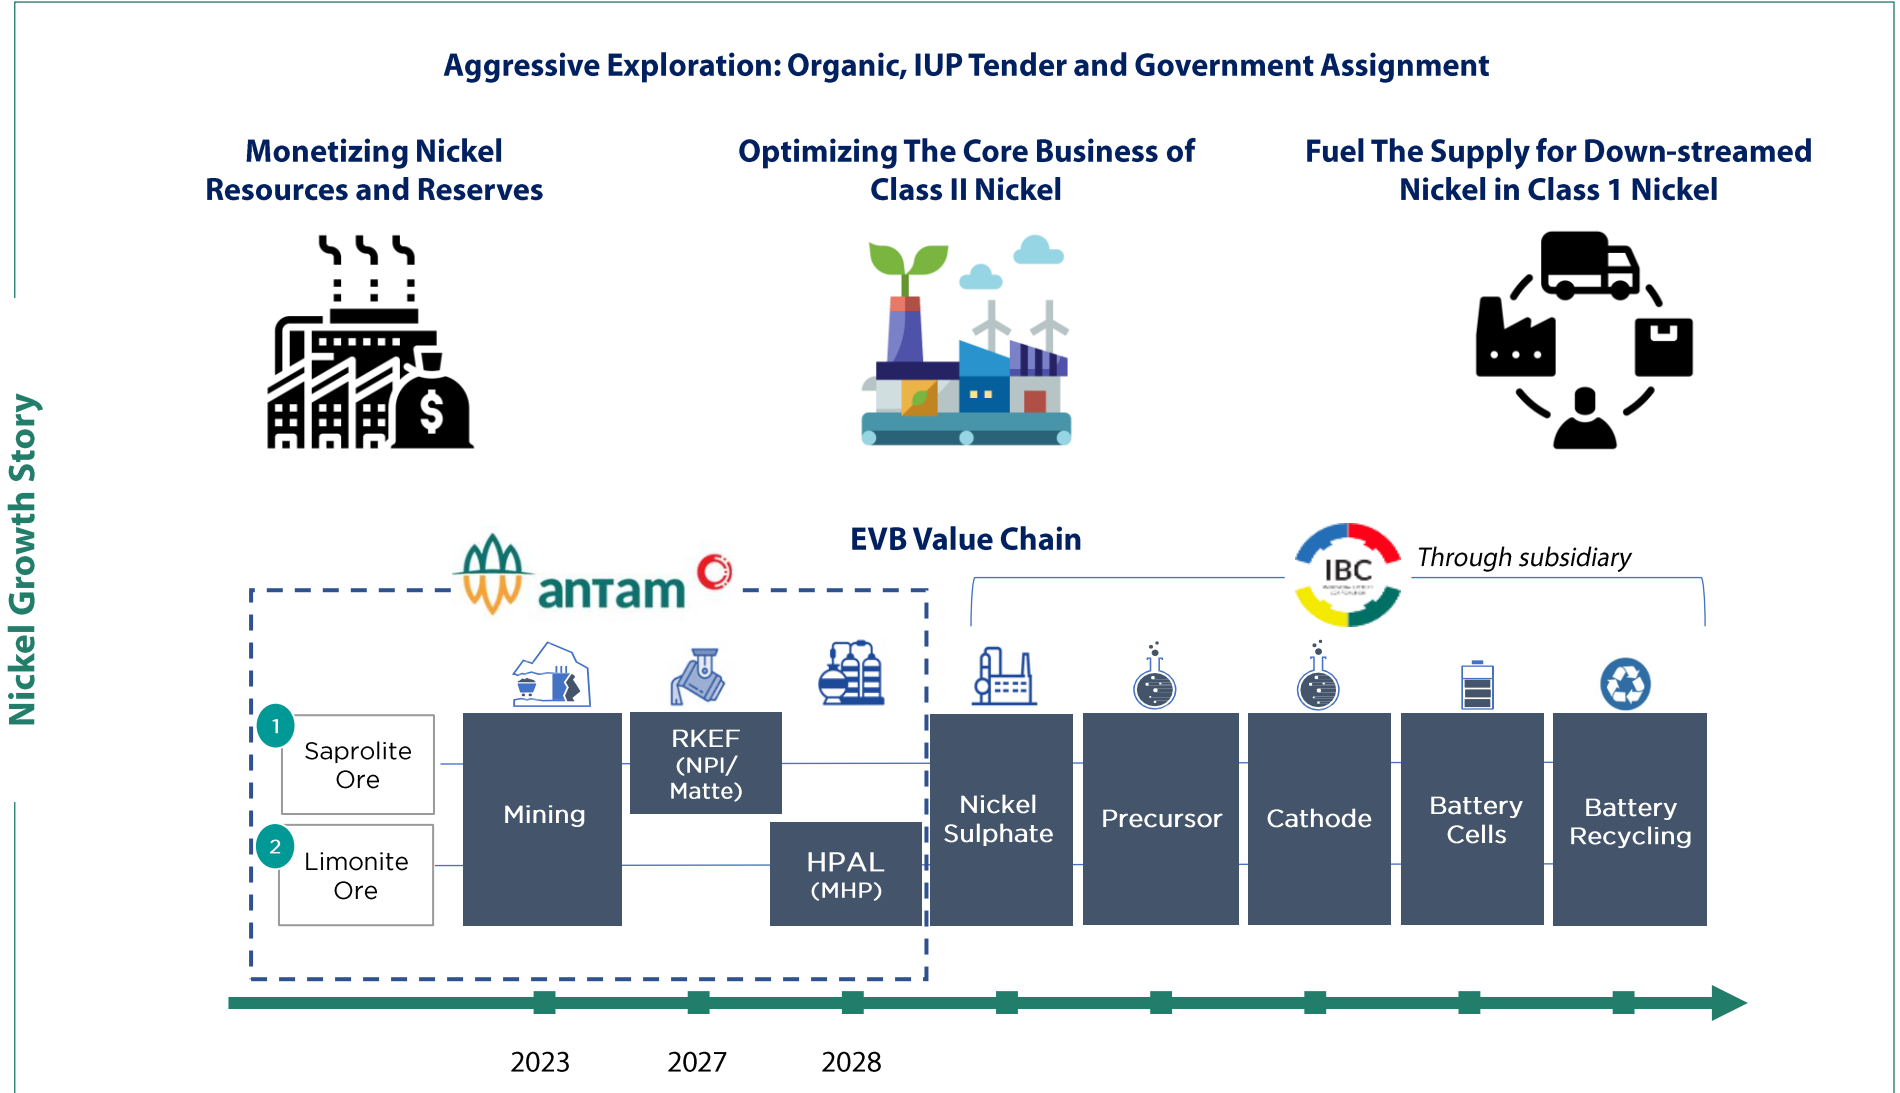 Aggressive Exploration: Organic, IUP Tender and Government Assignment
Monetizing Nickel
Resources and Reserves
Optimizing The Core Business of
Class II Nickel
Fuel The Supply for Down-streamed
Nickel in Class 1 Nickel
Nickel Growth Story
$
EVB Value Chain
antam
IBC
Through subsidiary
1
Saprolite
Ore
2
Limonite
Ore
Mining
RKEF
(NPI/
Matte)
HPAL
(MHP)
Nickel
Sulphate
Precursor
Cathode
Battery
Cells
Battery
Recycling
2023
2027
2028